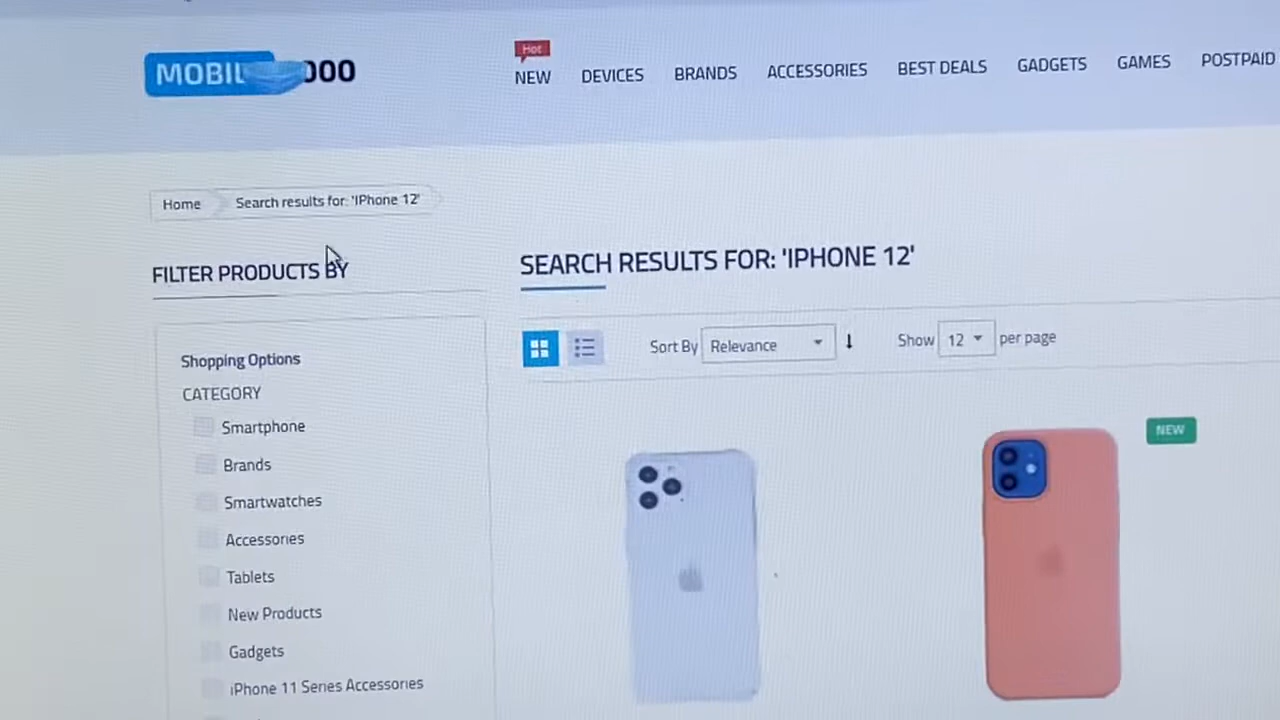 Hot
MOBIL 000
NEW DEVICES BRANDS ACCESSORIES BEST DEALS GADGETS GAMES POSTPAID
Home Search results for: 'IPhone 12'
FILTER PRODUCTS BY
SEARCH RESULTS FOR: 'IPHONE 12'
Sort By Relevance Show 12 per page
Shopping Options
CATEGORY
Smartphone
Brands
Smartwatches
Accessories
Tablets
New Products
Gadgets
iPhone 11 Series Accessories
NEW